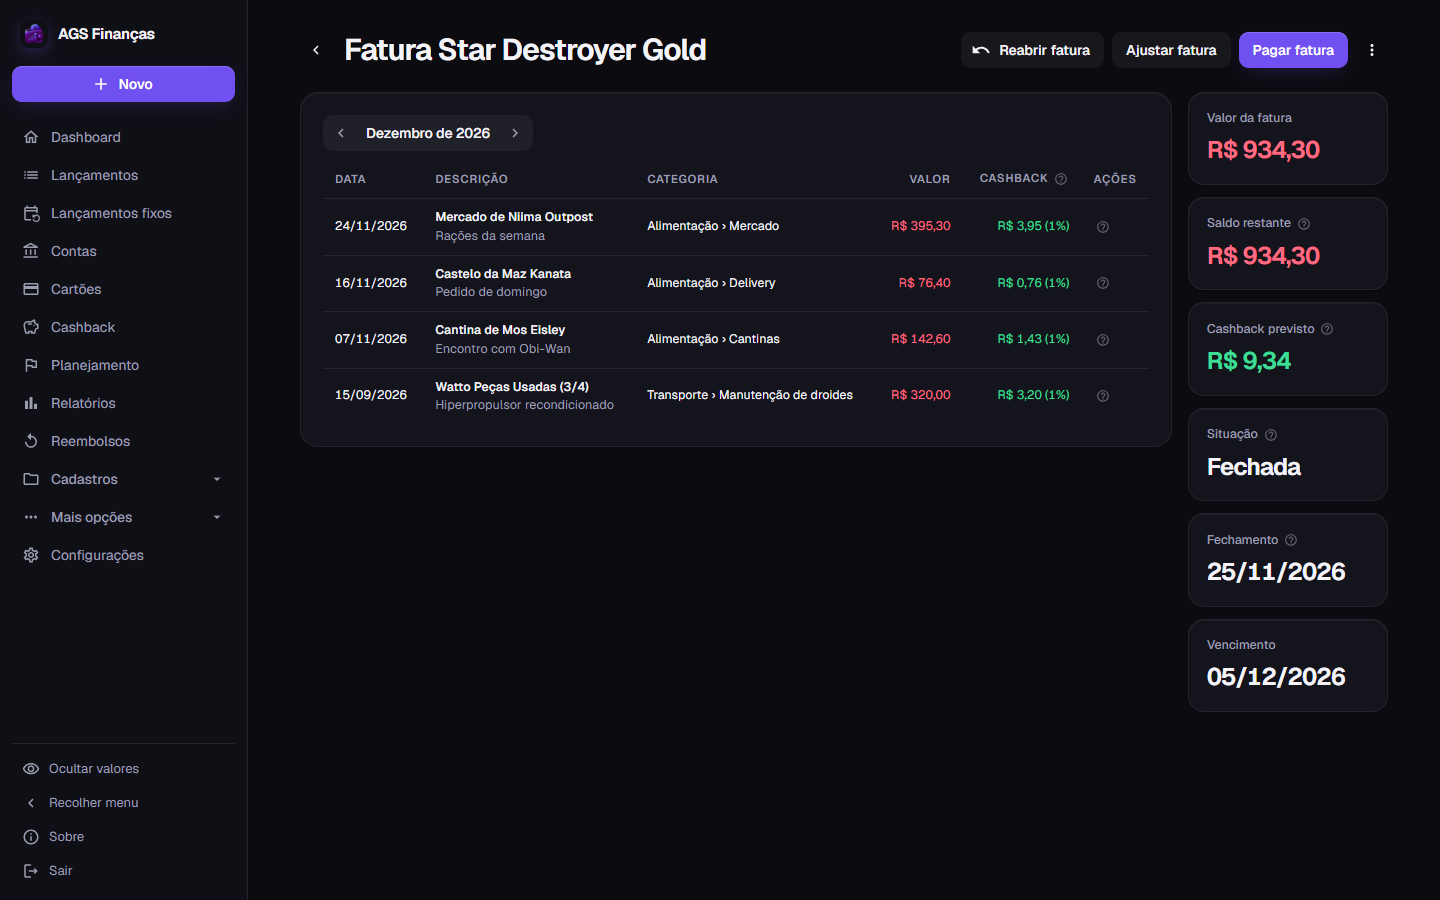 AGS Finanças
Novo
Dashboard
Lançamentos
Lançamentos fixos
Contas
Cartões
Cashback
Planejamento
Relatórios
Reembolsos
Cadastros
Mais opções
Configurações
Ocultar valores
Recolher menu
Sobre
Sair
Fatura Star Destroyer Gold
Reabrir fatura
Ajustar fatura
Pagar fatura
Dezembro de 2026
DATA DESCRIÇÃO CATEGORIA VALOR CASHBACK AÇÕES
24/11/2026 Mercado de Niima Outpost Alimentação › Mercado R$ 395,30 R$ 3,95 (1%)
Rações da semana
16/11/2026 Castelo da Maz Kanata Alimentação › Delivery R$ 76,40 R$ 0,76 (1%)
Pedido de domingo
07/11/2026 Cantina de Mos Eisley Alimentação › Cantinas R$ 142,60 R$ 1,43 (1%)
Encontro com Obi-Wan
15/09/2026 Watto Peças Usadas (3/4) Transporte › Manutenção de droides R$ 320,00 R$ 3,20 (1%)
Hiperpropulsor recondicionado
Valor da fatura
R$ 934,30
Saldo restante
R$ 934,30
Cashback previsto
R$ 9,34
Situação
Fechada
Fechamento
25/11/2026
Vencimento
05/12/2026